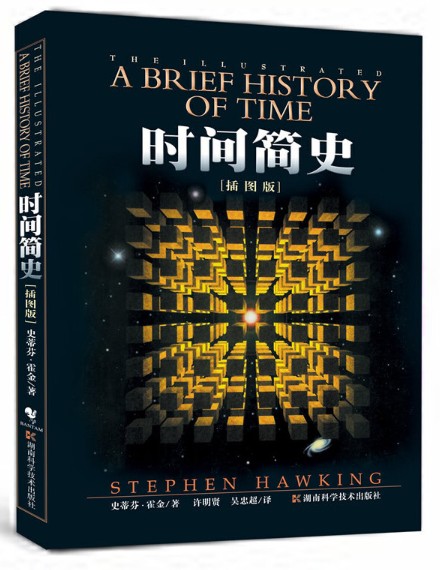 THE ILLUSTRATED
A BRIEF HISTORY
OF TIME
时间简史
[插图版]
STEPHEN HAWKING
史蒂芬·霍金/著 许明贤 吴忠超/译 湖南科学技术出版社
THE ILLUSTRATED
A BRIEF HISTORY
OF TIME
时间简史
[插图版]
史蒂芬·霍金/著
BANTAM
湖南科学技术出版社